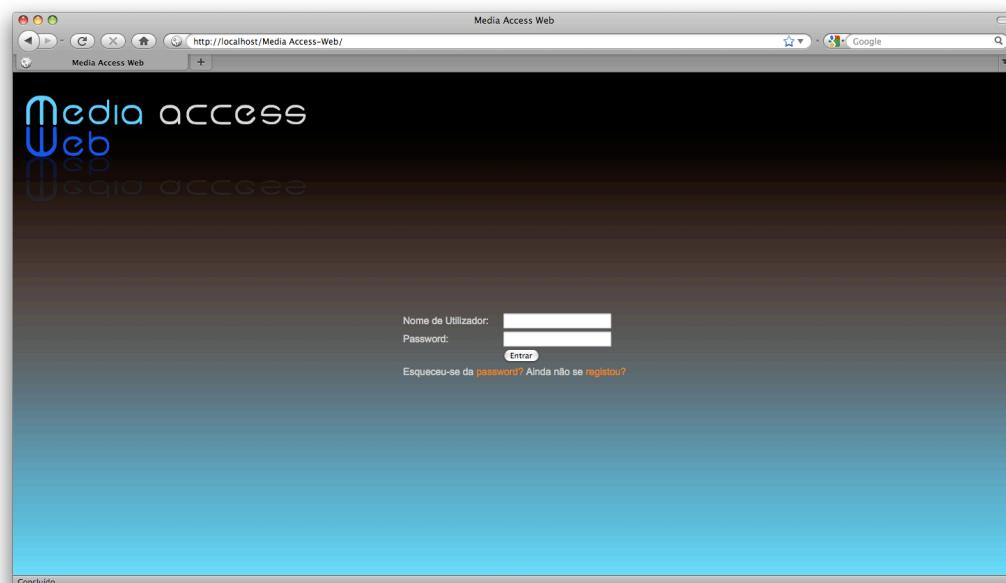 Media Access Web
http://localhost/Media Access-Web/
Google
Media Access Web
Media access
Web
Nome de Utilizador:
Password:
Entrar
Esqueceu-se da password? Ainda não se registou?
Concluído